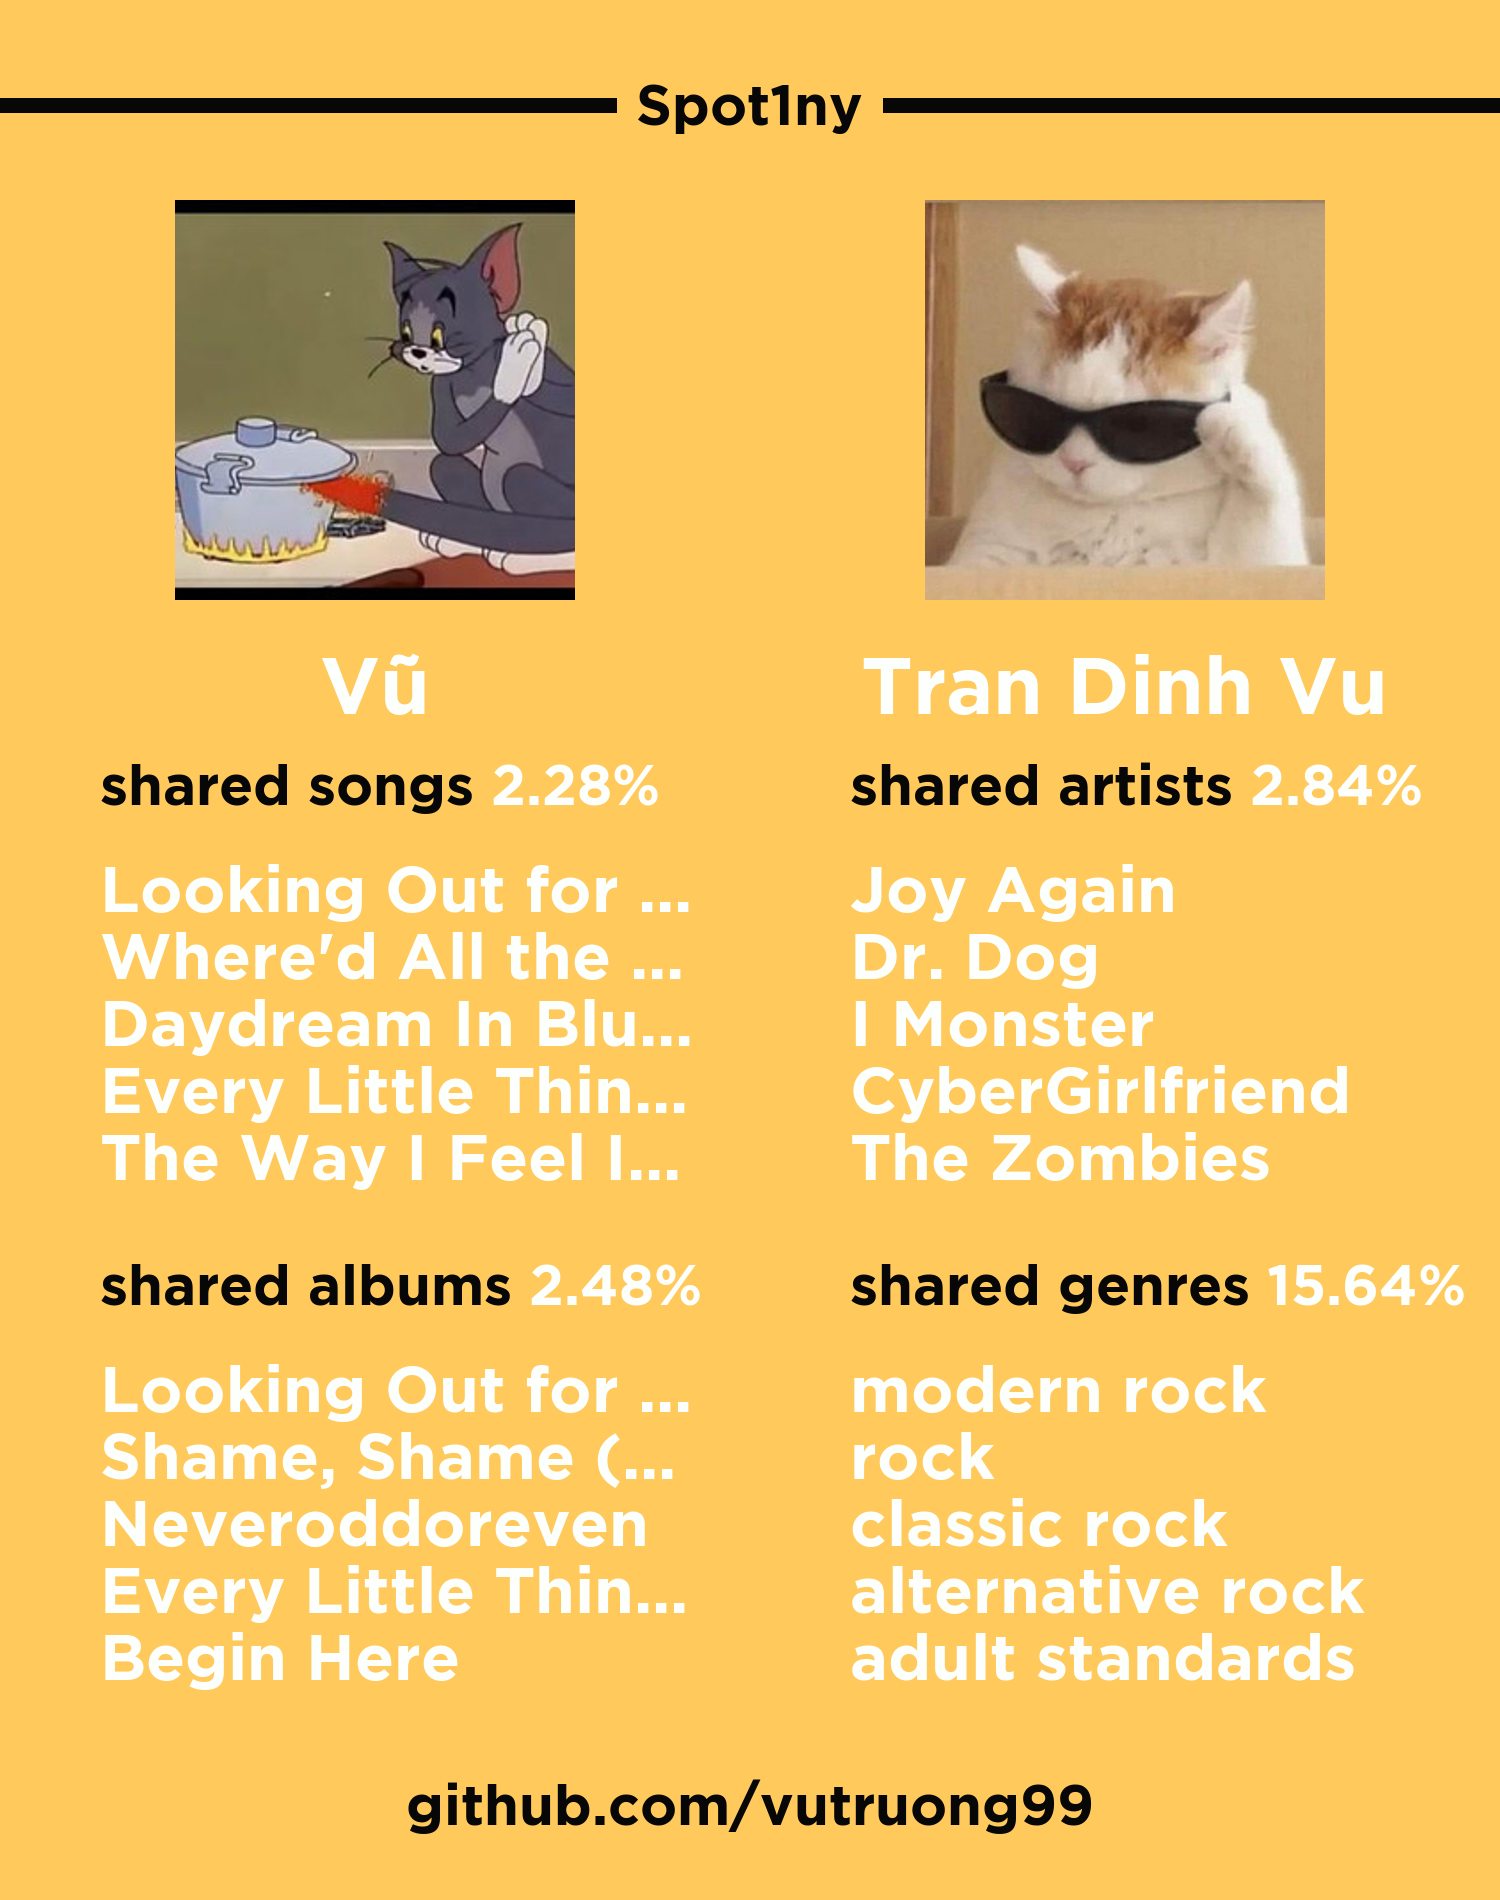 Spot1ny
Vũ
shared songs 2.28%
Looking Out for ...
Where'd All the ...
Daydream In Blu...
Every Little Thin...
The Way I Feel I...
Tran Dinh Vu
shared artists 2.84%
Joy Again
Dr. Dog
I Monster
CyberGirlfriend
The Zombies
shared albums 2.48%
Looking Out for ...
Shame, Shame (...
Neveroddoreven
Every Little Thin...
Begin Here
shared genres 15.64%
modern rock
rock
classic rock
alternative rock
adult standards
github.com/vutruong99